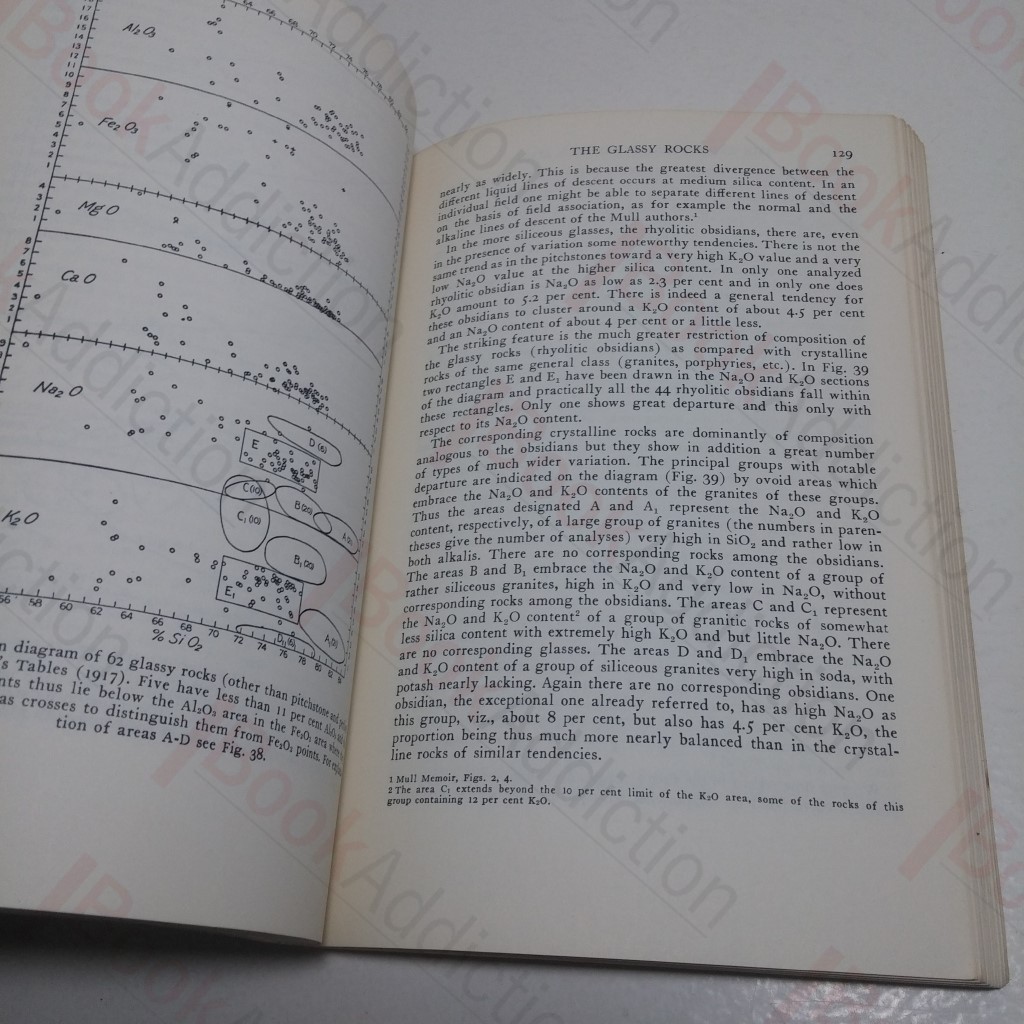 Al₂O₃
Fe₂O₃
MgO
CaO
Na₂O
K₂O
E
D (6)
C (10)
B (20)
C₁ (10)
B₁ (20)
E₁
D₁ (6)
56 58 60 62 64 66 68 70 72 74 76 78 80 82
% SiO₂
n diagram of 62 glassy rocks (other than pitchstone and
's Tables (1917). Five have less than 11 per cent Al₂O₃
nts thus lie below the Al₂O₃ area in the Fe₂O₃ area where
as crosses to distinguish them from Fe₂O₃ points. For
tion of areas A-D see Fig. 38.
THE GLASSY ROCKS 129
nearly as widely. This is because the greatest divergence between the
different liquid lines of descent occurs at medium silica content. In an
individual field one might be able to separate different lines of descent
on the basis of field association, as for example the normal and the
alkaline lines of descent of the Mull authors.¹
In the more siliceous glasses, the rhyolitic obsidians, there are, even
in the presence of variation some noteworthy tendencies. There is not the
same trend as in the pitchstones toward a very high K₂O value and a very
low Na₂O value at the higher silica content. In only one analyzed
rhyolitic obsidian is Na₂O as low as 2.3 per cent and in only one does
K₂O amount to 5.2 per cent. There is indeed a general tendency for
these obsidians to cluster around a K₂O content of about 4.5 per cent
and an Na₂O content of about 4 per cent or a little less.
The striking feature is the much greater restriction of composition of
the glassy rocks (rhyolitic obsidians) as compared with crystalline
rocks of the same general class (granites, porphyries, etc.). In Fig. 39
two rectangles E and E₁ have been drawn in the Na₂O and K₂O sections
of the diagram and practically all the 44 rhyolitic obsidians fall within
these rectangles. Only one shows great departure and this only with
respect to its Na₂O content.
The corresponding crystalline rocks are dominantly of composition
analogous to the obsidians but they show in addition a great number
of types of much wider variation. The principal groups with notable
departure are indicated on the diagram (Fig. 39) by ovoid areas which
embrace the Na₂O and K₂O contents of the granites of these groups.
Thus the areas designated A and A₁ represent the Na₂O and K₂O
content, respectively, of a large group of granites (the numbers in paren-
theses give the number of analyses) very high in SiO₂ and rather low in
both alkalis. There are no corresponding rocks among the obsidians.
The areas B and B₁ embrace the Na₂O and K₂O content of a group of
rather siliceous granites, high in K₂O and very low in Na₂O, without
corresponding rocks among the obsidians. The areas C and C₁ represent
the Na₂O and K₂O content² of a group of granitic rocks of somewhat
less silica content with extremely high K₂O and but little Na₂O. There
are no corresponding glasses. The areas D and D₁ embrace the Na₂O
and K₂O content of a group of siliceous granites very high in soda, with
potash nearly lacking. Again there are no corresponding obsidians. One
obsidian, the exceptional one already referred to, has as high Na₂O as
this group, viz., about 8 per cent, but also has 4.5 per cent K₂O, the
proportion being thus much more nearly balanced than in the crystal-
line rocks of similar tendencies.
1 Mull Memoir, Figs. 2, 4.
2 The area C₁ extends beyond the 10 per cent limit of the K₂O area, some of the rocks of this
group containing 12 per cent K₂O.
BookAddiction